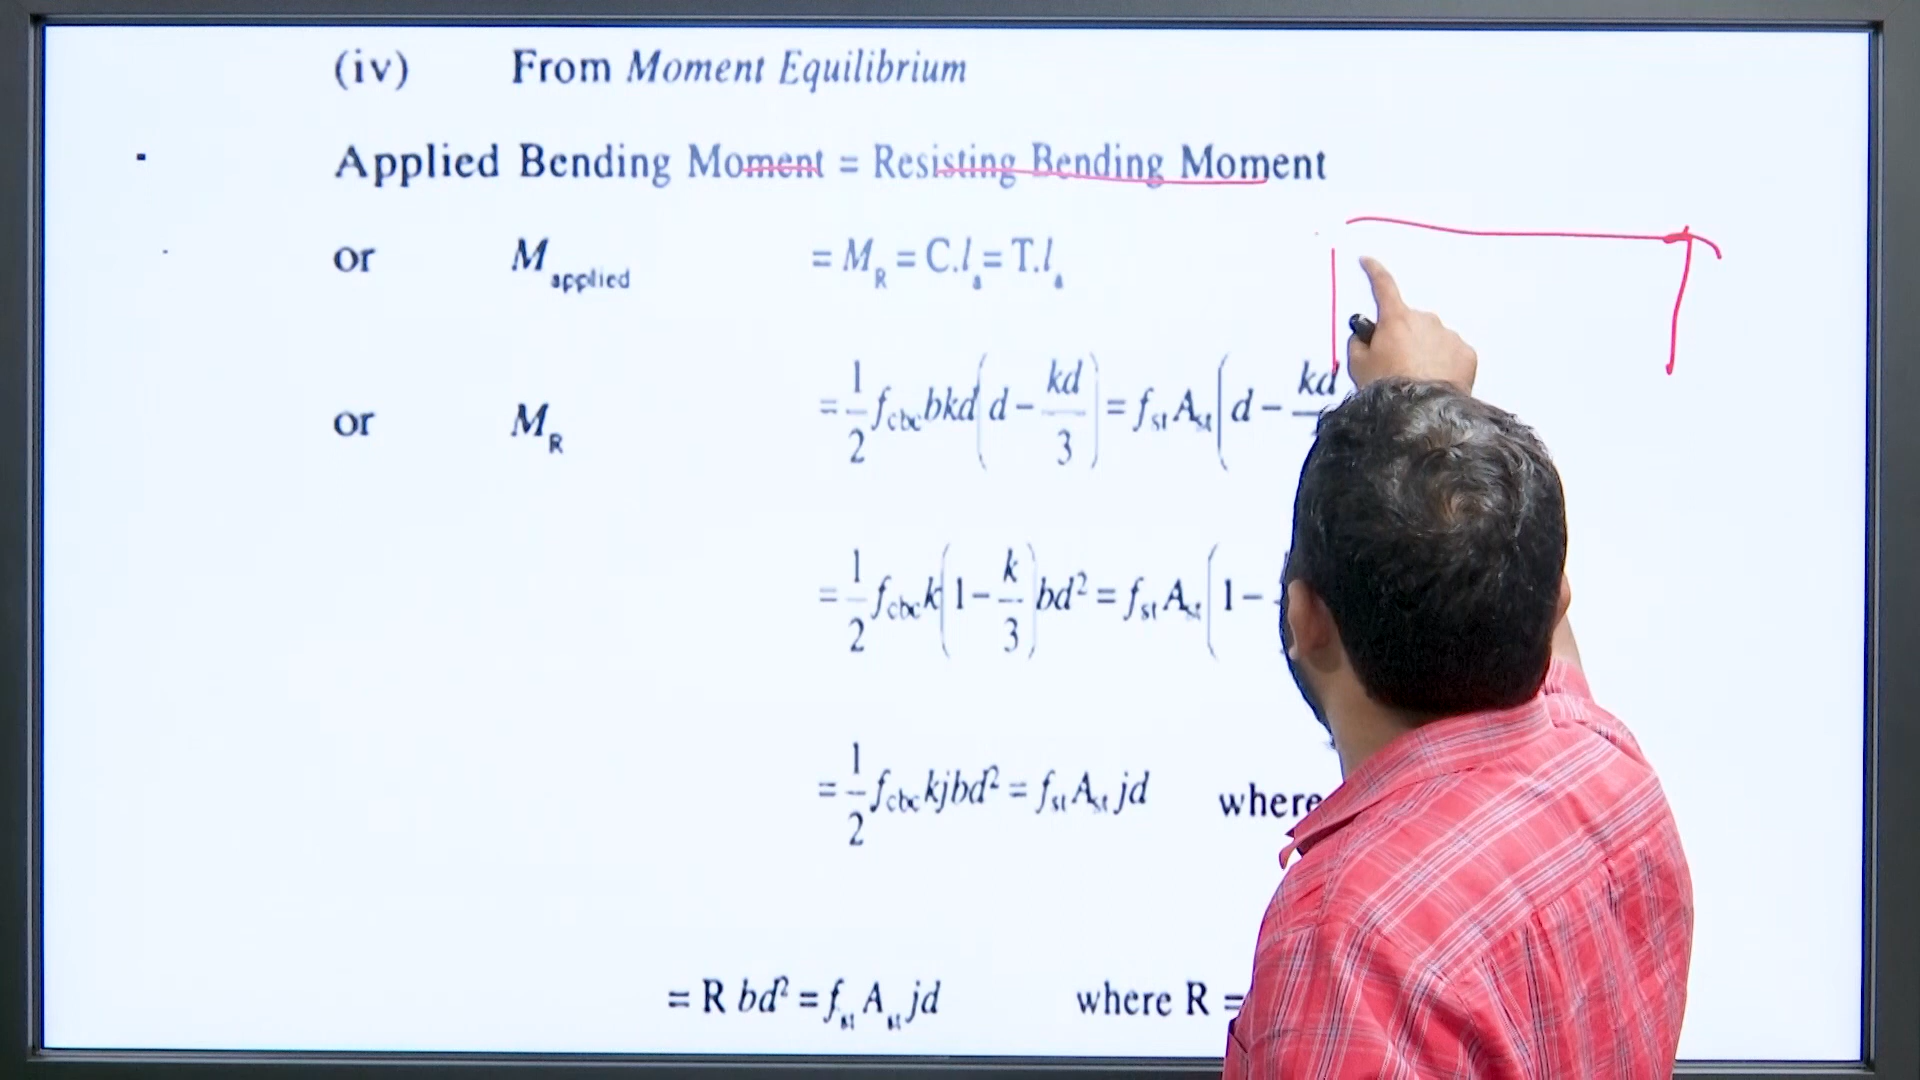 (iv) From Moment Equilibrium
Applied Bending Moment = Resisting Bending Moment
or M_applied = M_R = C.l_a = T.l_a
or M_R = 1/2 f_cbc bkd (d - kd/3) = f_st A_st (d - kd
= 1/2 f_cbc k (1 - k/3) bd² = f_st A_st (1 -
= 1/2 f_cbc kjbd² = f_st A_st jd where
= R bd² = f_st A_st jd where R =